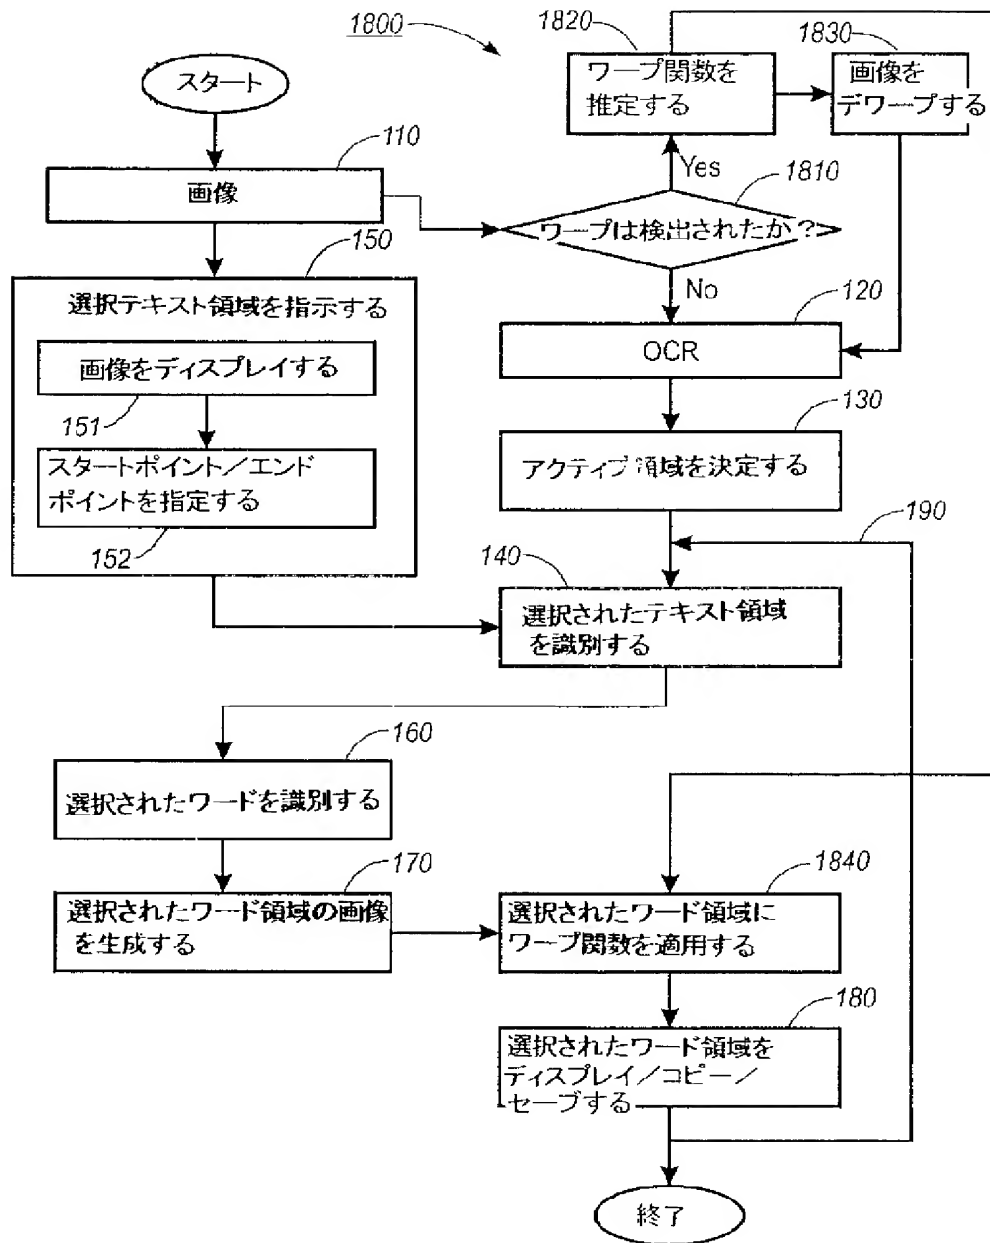 1800
スタート
110
画像
150
選択テキスト領域を指示する
画像をディスプレイする
151
スタートポイント／エンド
ポイントを指定する
152
1820
ワープ関数を
推定する
1830
画像を
デワープする
Yes
1810
ワープは検出されたか？
No
120
OCR
130
アクティブ領域を決定する
190
140
選択されたテキスト領域
を識別する
160
選択されたワードを識別する
170
選択されたワード領域の画像
を生成する
1840
選択されたワード領域に
ワープ関数を適用する
180
選択されたワード領域を
ディスプレイ／コピー／
セーブする
終了